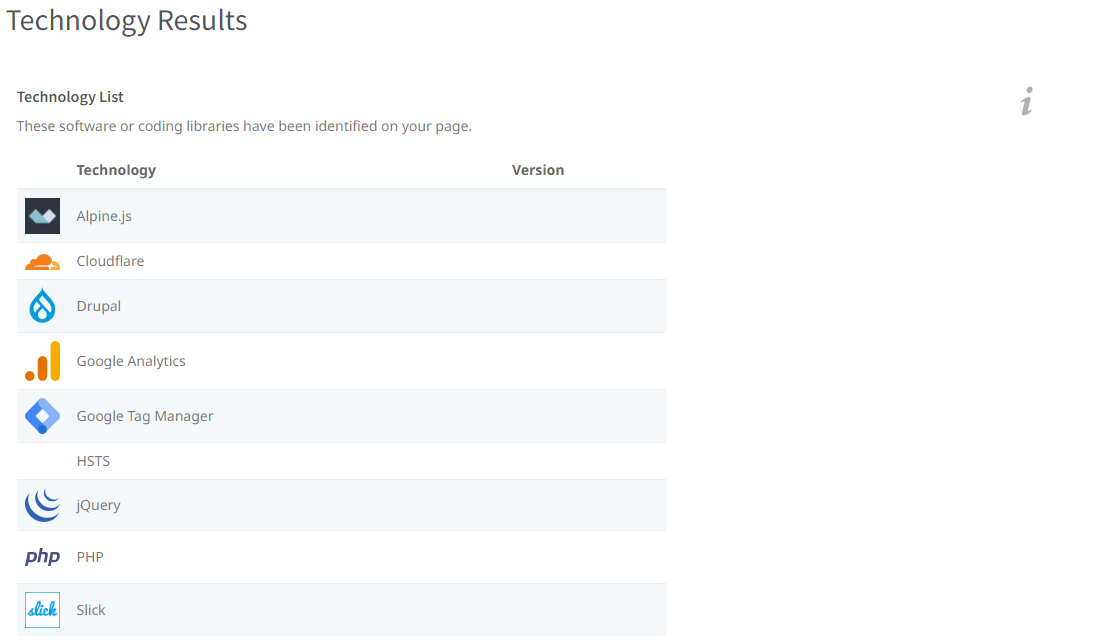 Technology Results
Technology List
i
These software or coding libraries have been identified on your page.
Technology Version
Alpine.js
Cloudflare
Drupal
Google Analytics
Google Tag Manager
HSTS
jQuery
php PHP
slick Slick